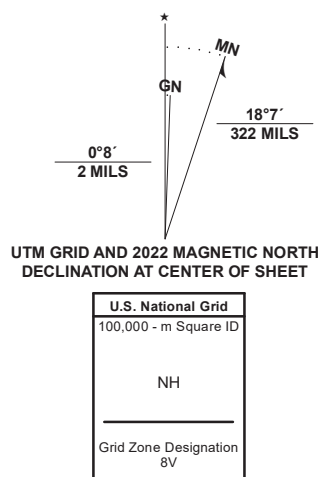 ★
MN
GN
18°7´
322 MILS
0°8´
2 MILS
UTM GRID AND 2022 MAGNETIC NORTH
DECLINATION AT CENTER OF SHEET
U.S. National Grid
100,000 - m Square ID
NH
Grid Zone Designation
8V